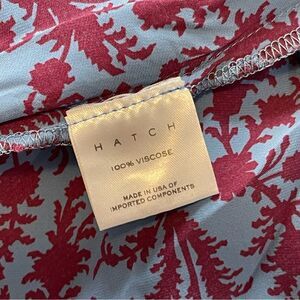 HATCH
100% VISCOSE
MADE IN USA OF
IMPORTED COMPONENTS